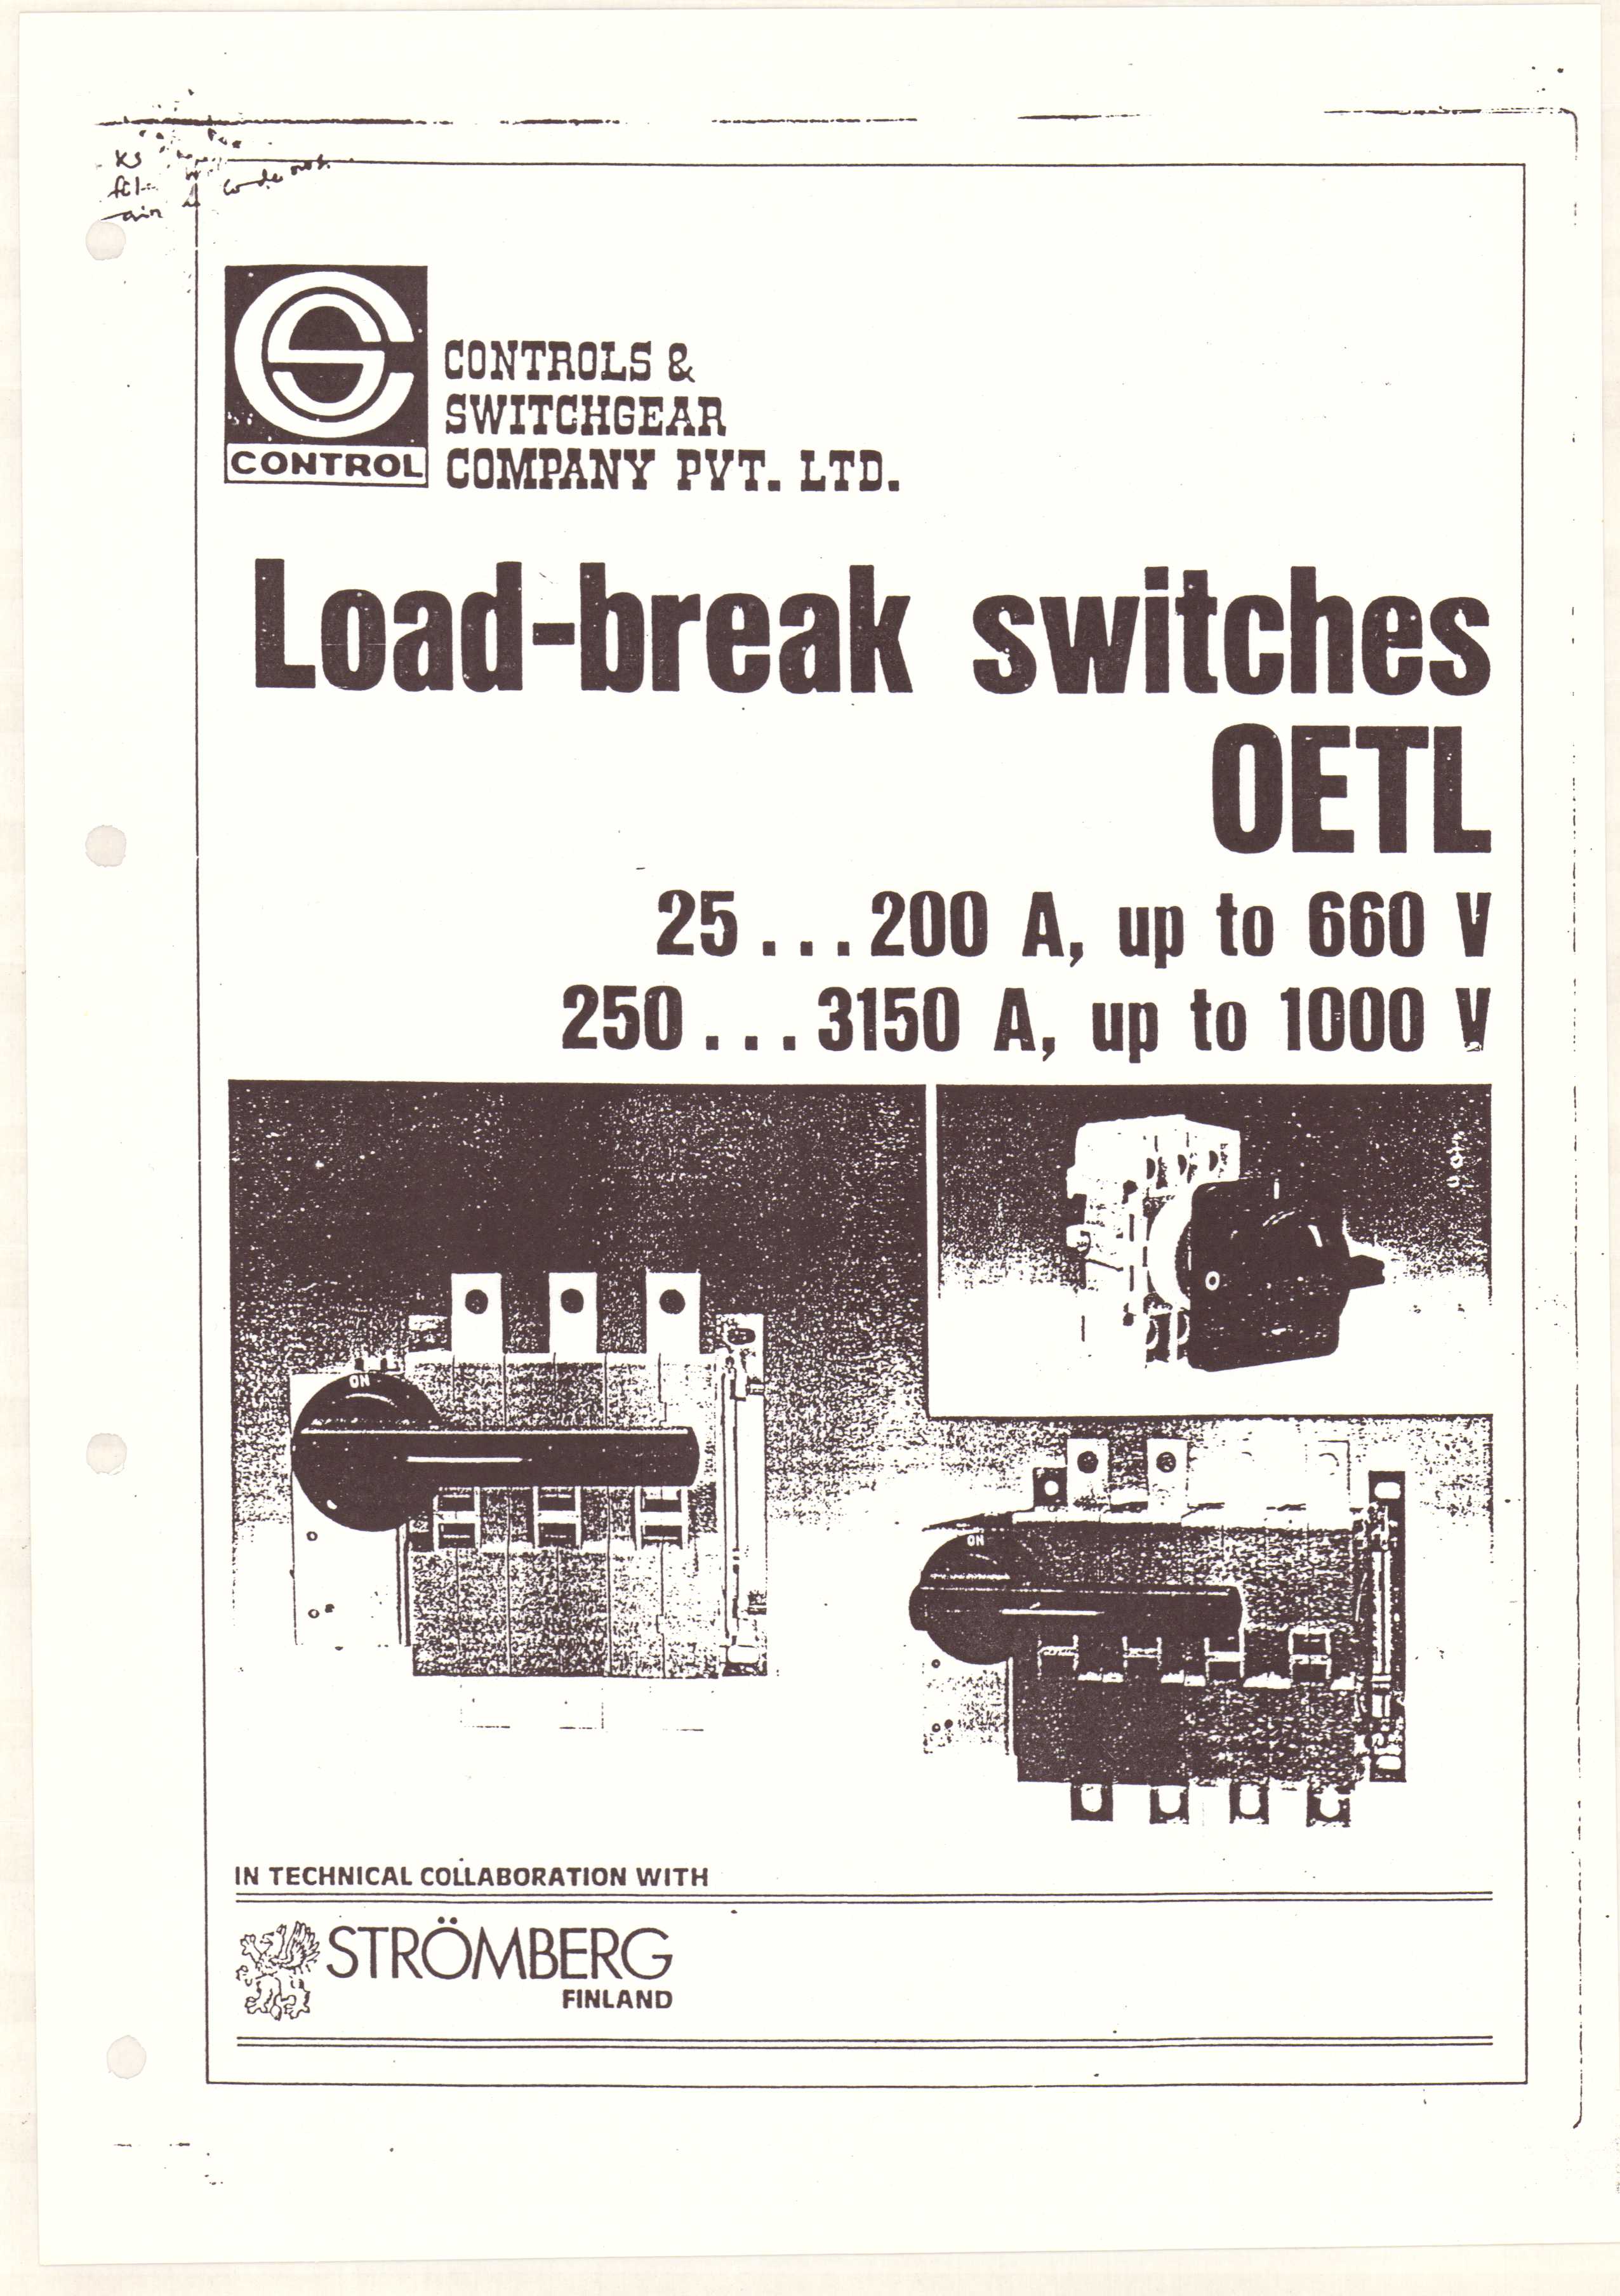 CONTROL
CONTROLS &
SWITCHGEAR
COMPANY PVT. LTD.
Load-break switches
OETL
25...200 A, up to 660 V
250...3150 A, up to 1000 V
ON
O
ON
IN TECHNICAL COLLABORATION WITH
STRÖMBERG
FINLAND